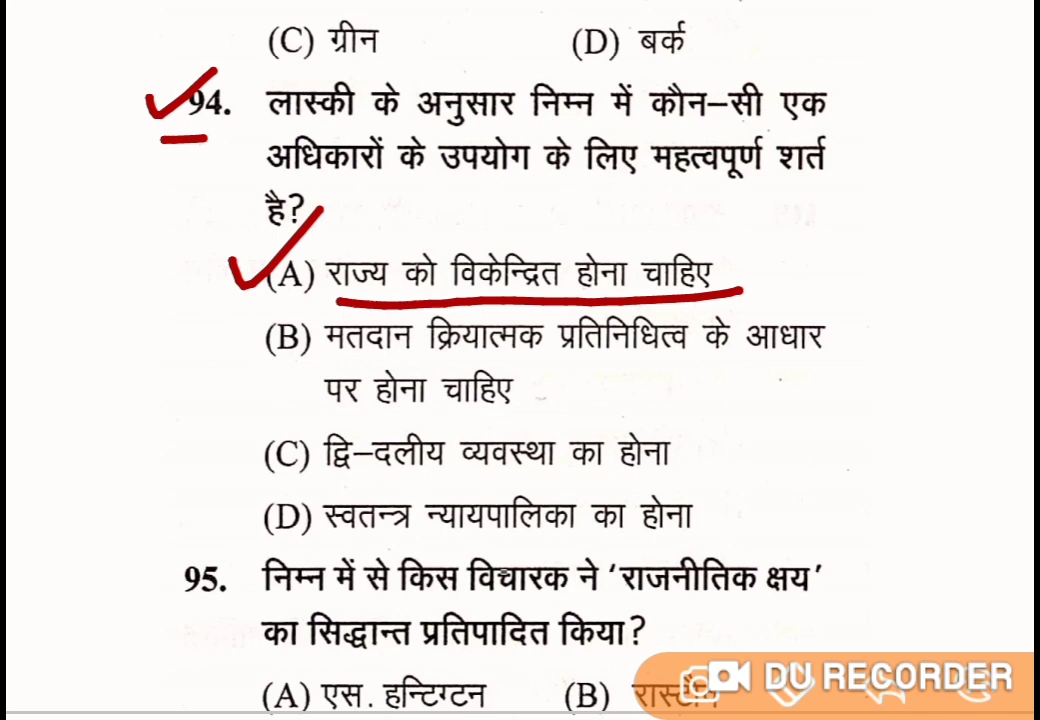 (C) ग्रीन (D) बर्क
94. लास्की के अनुसार निम्न में कौन–सी एक
अधिकारों के उपयोग के लिए महत्वपूर्ण शर्त
है?
(A) राज्य को विकेन्द्रित होना चाहिए
(B) मतदान क्रियात्मक प्रतिनिधित्व के आधार
पर होना चाहिए
(C) द्वि–दलीय व्यवस्था का होना
(D) स्वतन्त्र न्यायपालिका का होना
95. निम्न में से किस विचारक ने ‘राजनीतिक क्षय’
का सिद्धान्त प्रतिपादित किया?
(A) एस. हन्टिग्टन (B)
DU RECORDER